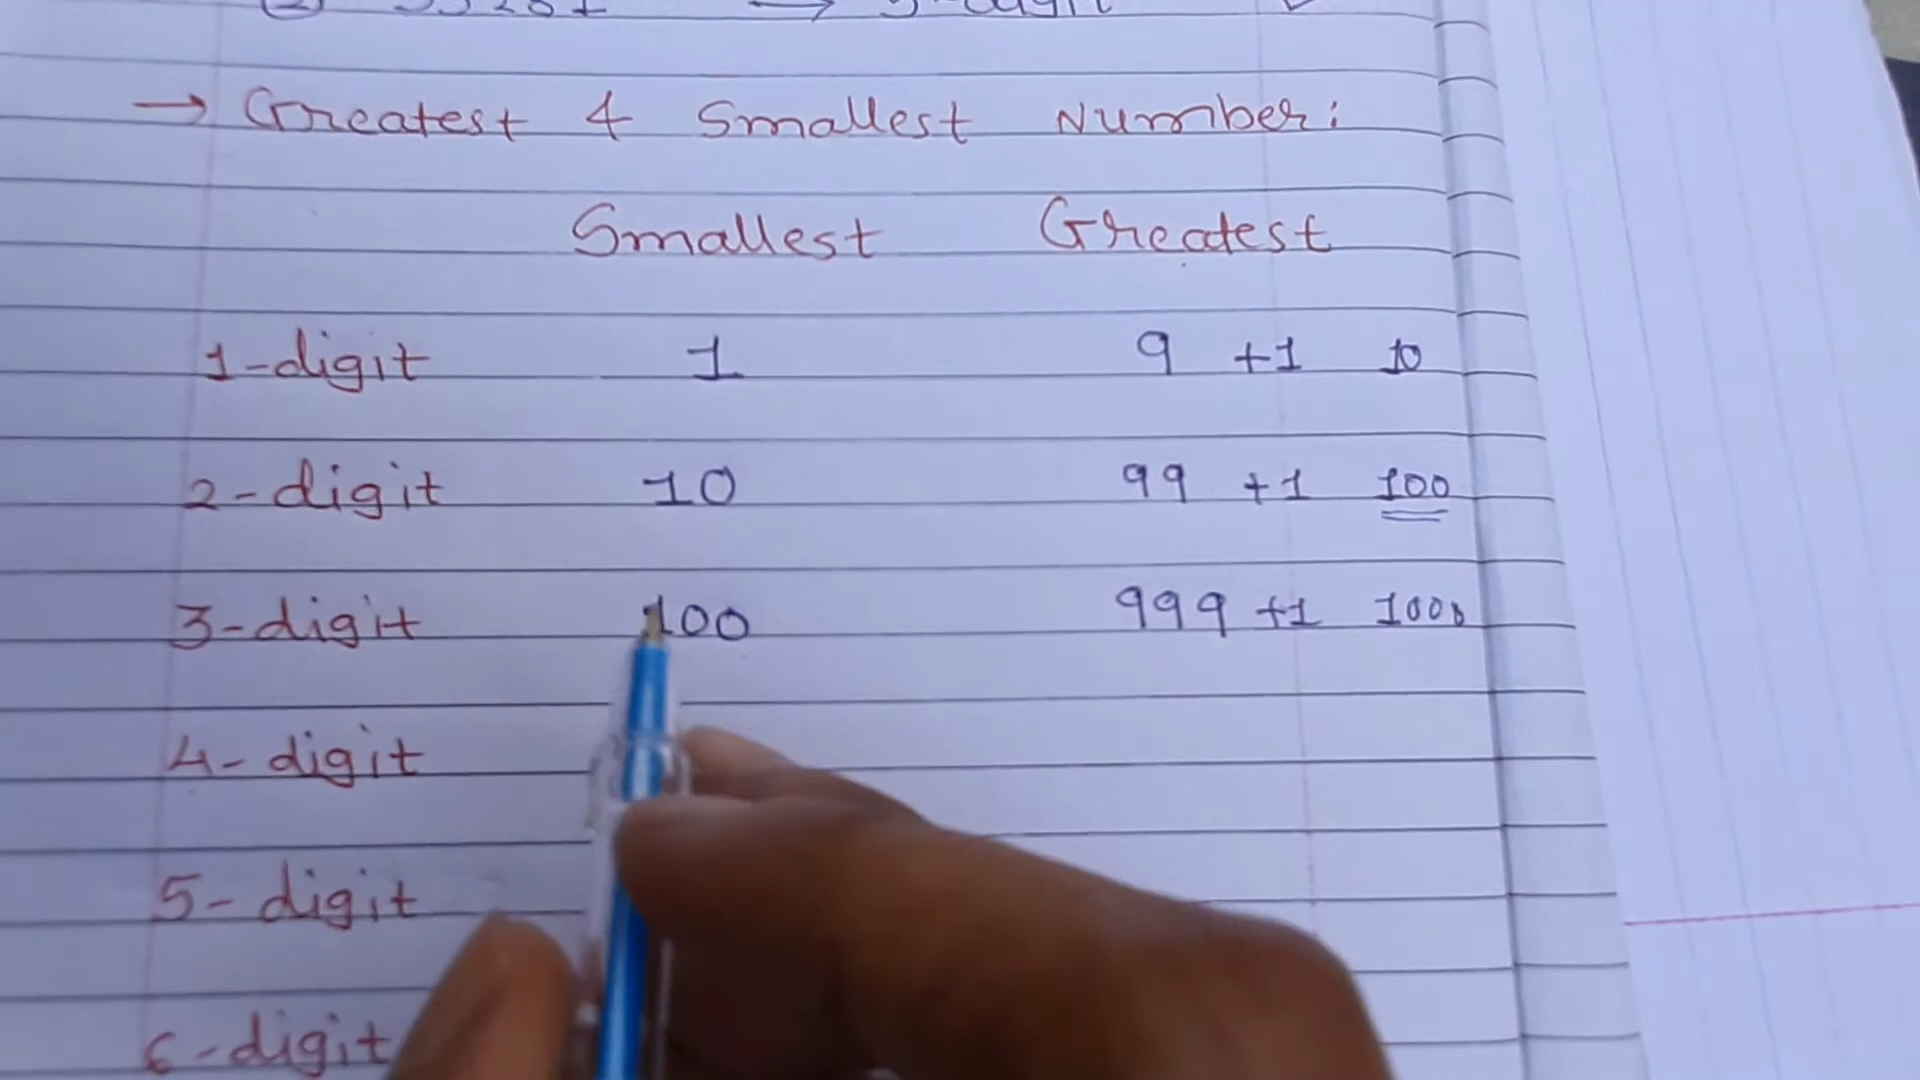 → Greatest & Smallest Number:
Smallest Greatest
1-digit 1 9 +1 10
2-digit 10 99 +1 100
3-digit 100 999 +1 1000
4-digit
5-digit
6-digit